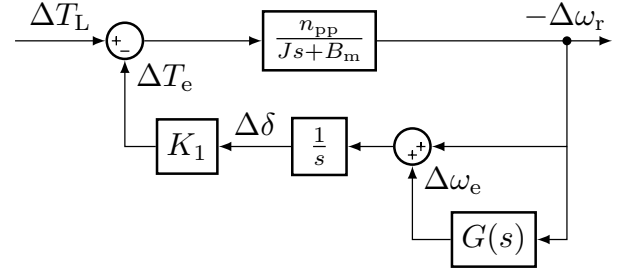 ΔT_L
+
−
n_pp
Js+B_m
−Δω_r
ΔT_e
K_1
Δδ
1
s
+
+
Δω_e
G(s)